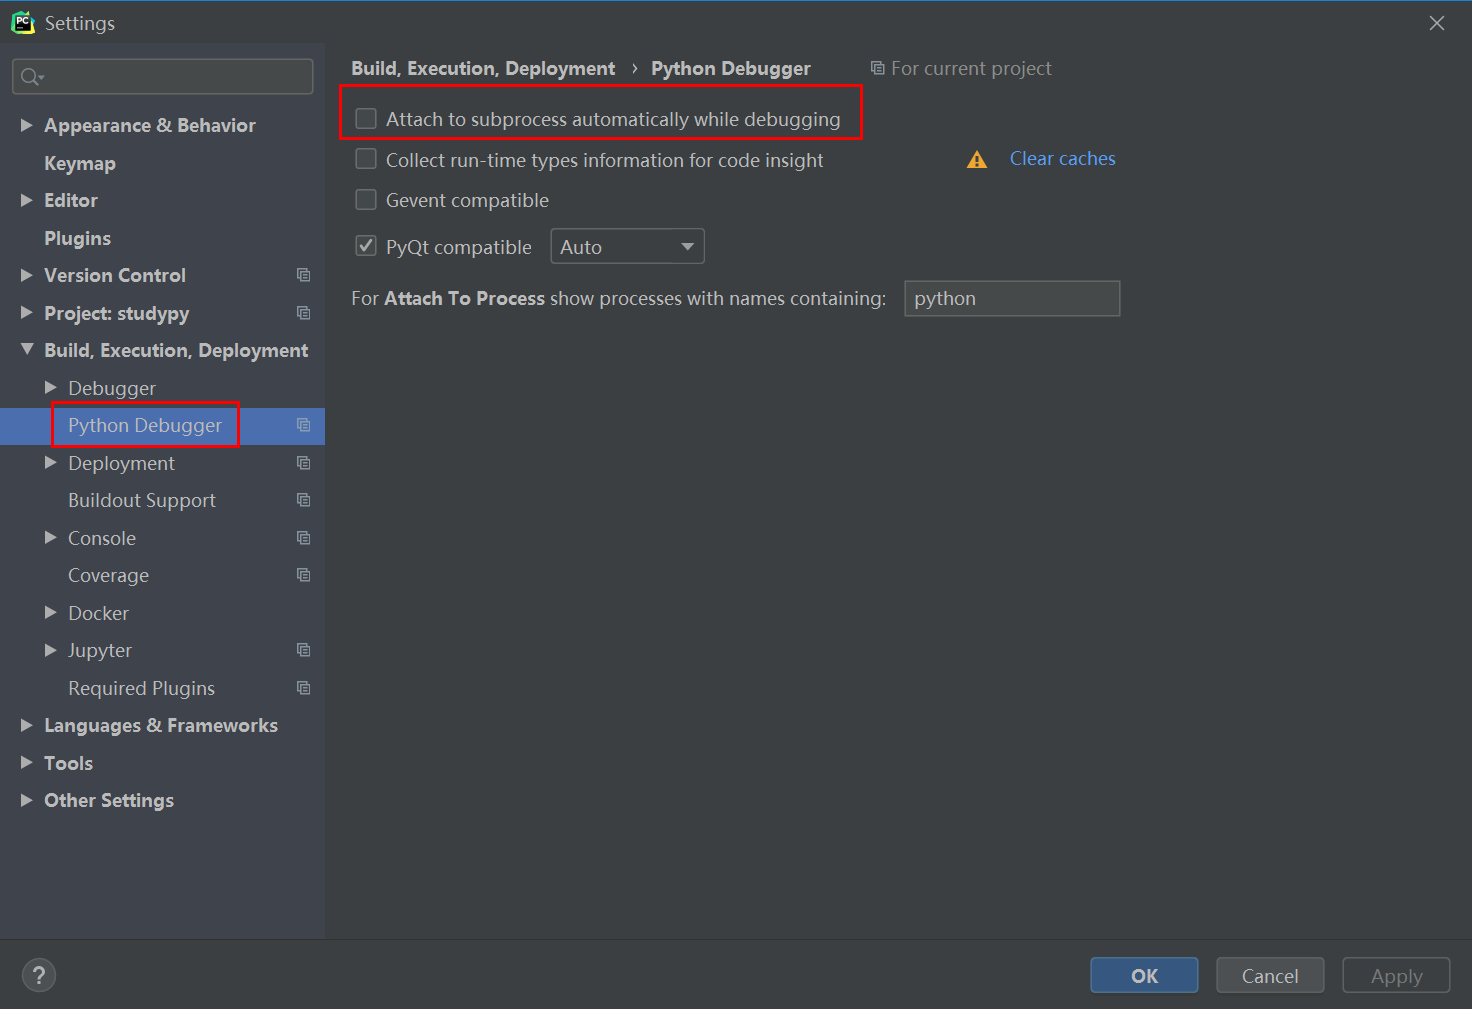 PC
Settings
Build, Execution, Deployment › Python Debugger For current project
Appearance & Behavior
Keymap
Editor
Plugins
Version Control
Project: studypy
Build, Execution, Deployment
Debugger
Python Debugger
Deployment
Buildout Support
Console
Coverage
Docker
Jupyter
Required Plugins
Languages & Frameworks
Tools
Other Settings
Attach to subprocess automatically while debugging
Collect run-time types information for code insight Clear caches
Gevent compatible
PyQt compatible Auto
For Attach To Process show processes with names containing: python
? OK Cancel Apply